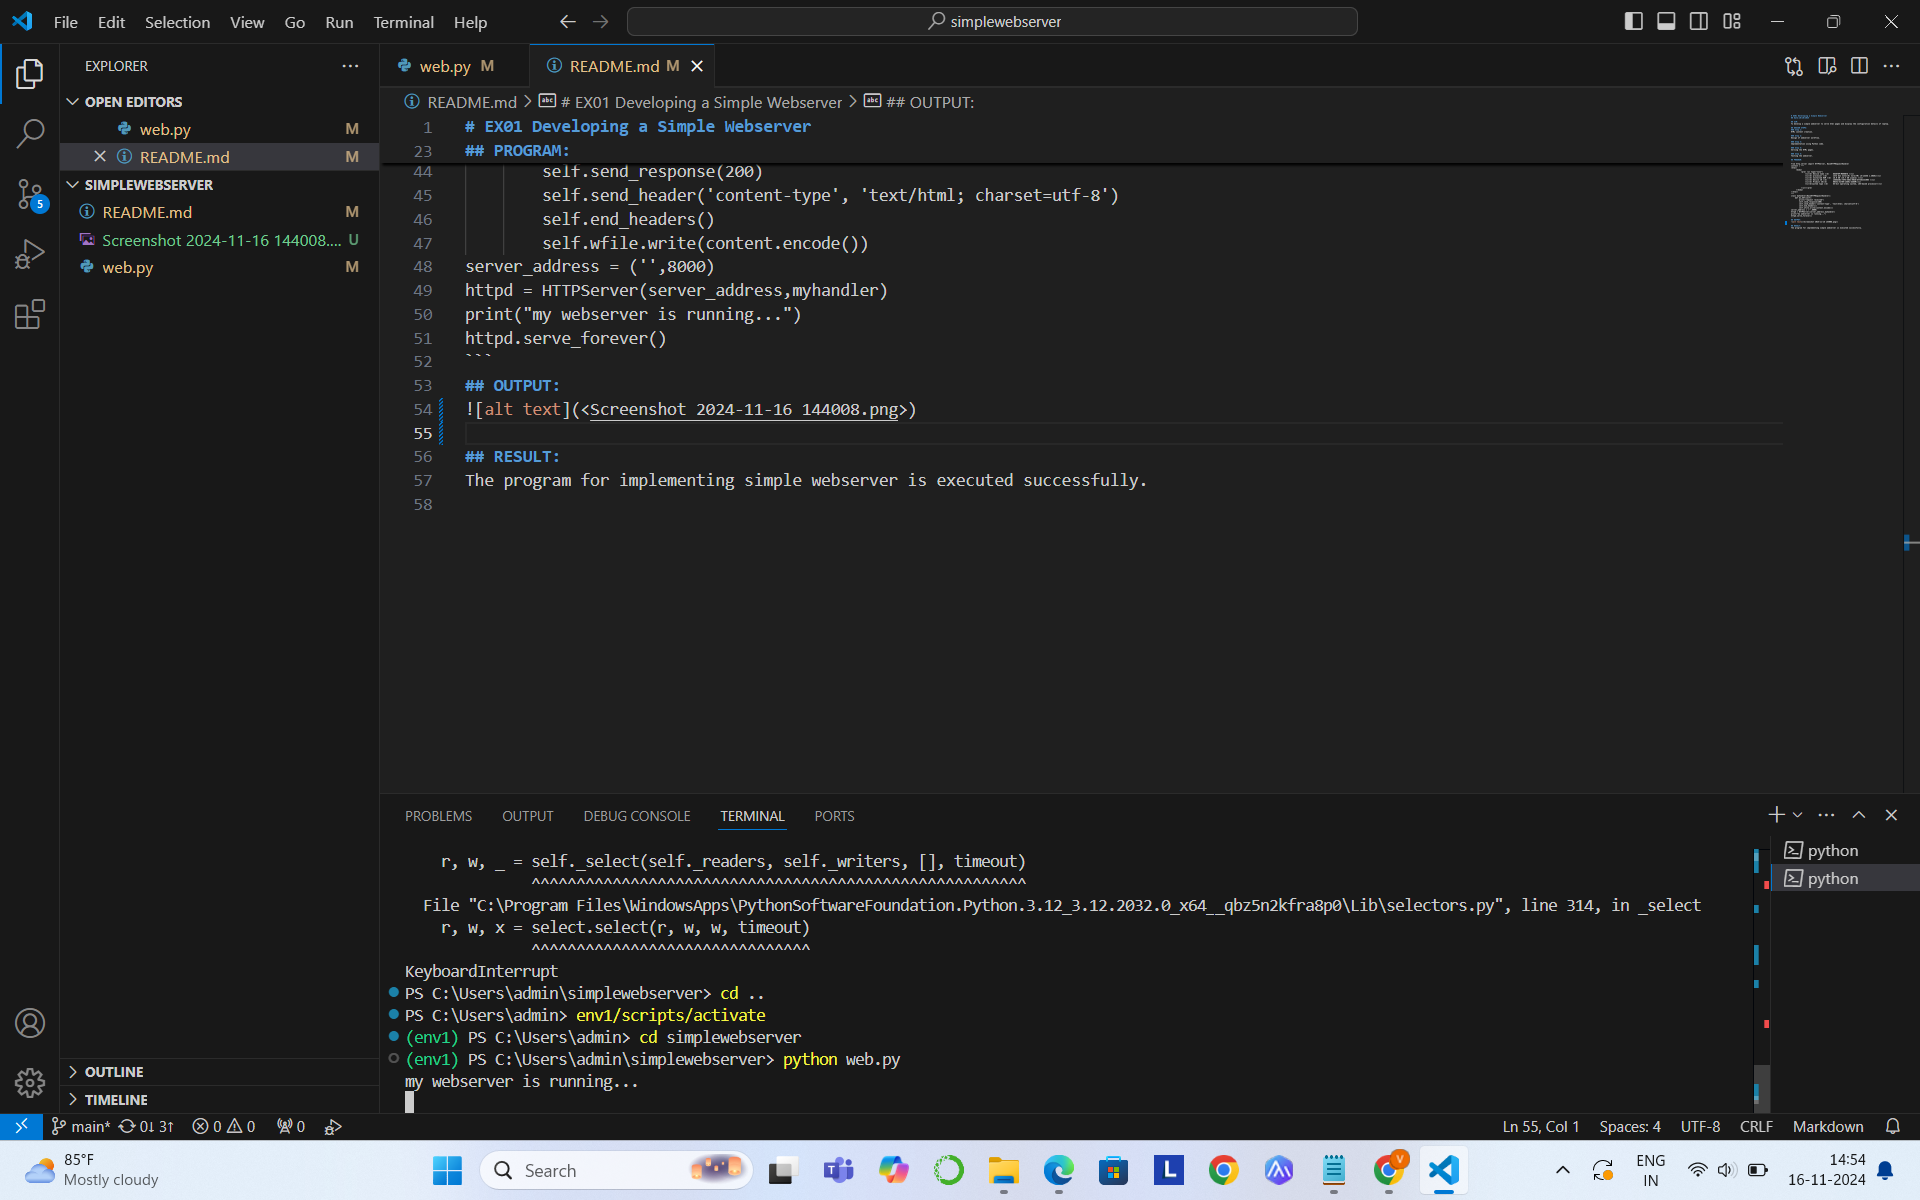 File Edit Selection View Go Run Terminal Help
simplewebserver
EXPLORER
OPEN EDITORS
web.py M
README.md M
SIMPLEWEBSERVER
README.md M
Screenshot 2024-11-16 144008.... U
web.py M
5
OUTLINE
TIMELINE
web.py M README.md M
README.md > # EX01 Developing a Simple Webserver > ## OUTPUT:
1 # EX01 Developing a Simple Webserver
23 ## PROGRAM:
44 self.send_response(200)
45 self.send_header('content-type', 'text/html; charset=utf-8')
46 self.end_headers()
47 self.wfile.write(content.encode())
48 server_address = ('',8000)
49 httpd = HTTPServer(server_address,myhandler)
50 print("my webserver is running...")
51 httpd.serve_forever()
52 ```
53 ## OUTPUT:
54 ![alt text](<Screenshot 2024-11-16 144008.png>)
55
56 ## RESULT:
57 The program for implementing simple webserver is executed successfully.
58
PROBLEMS OUTPUT DEBUG CONSOLE TERMINAL PORTS
r, w, _ = self._select(self._readers, self._writers, [], timeout)
^^^^^^^^^^^^^^^^^^^^^^^^^^^^^^^^^^^^^^^^^^^^^^^^^^^^^^^
File "C:\Program Files\WindowsApps\PythonSoftwareFoundation.Python.3.12_3.12.2032.0_x64__qbz5n2kfra8p0\Lib\selectors.py", line 314, in _select
r, w, x = select.select(r, w, w, timeout)
^^^^^^^^^^^^^^^^^^^^^^^^^^^^^^^
KeyboardInterrupt
PS C:\Users\admin\simplewebserver> cd ..
PS C:\Users\admin> env1/scripts/activate
(env1) PS C:\Users\admin> cd simplewebserver
(env1) PS C:\Users\admin\simplewebserver> python web.py
my webserver is running...
python
python
main* 0↓ 3↑ 0 0 0
Ln 55, Col 1 Spaces: 4 UTF-8 CRLF Markdown
85°F
Mostly cloudy
Search
L
V
ENG
IN
14:54
16-11-2024